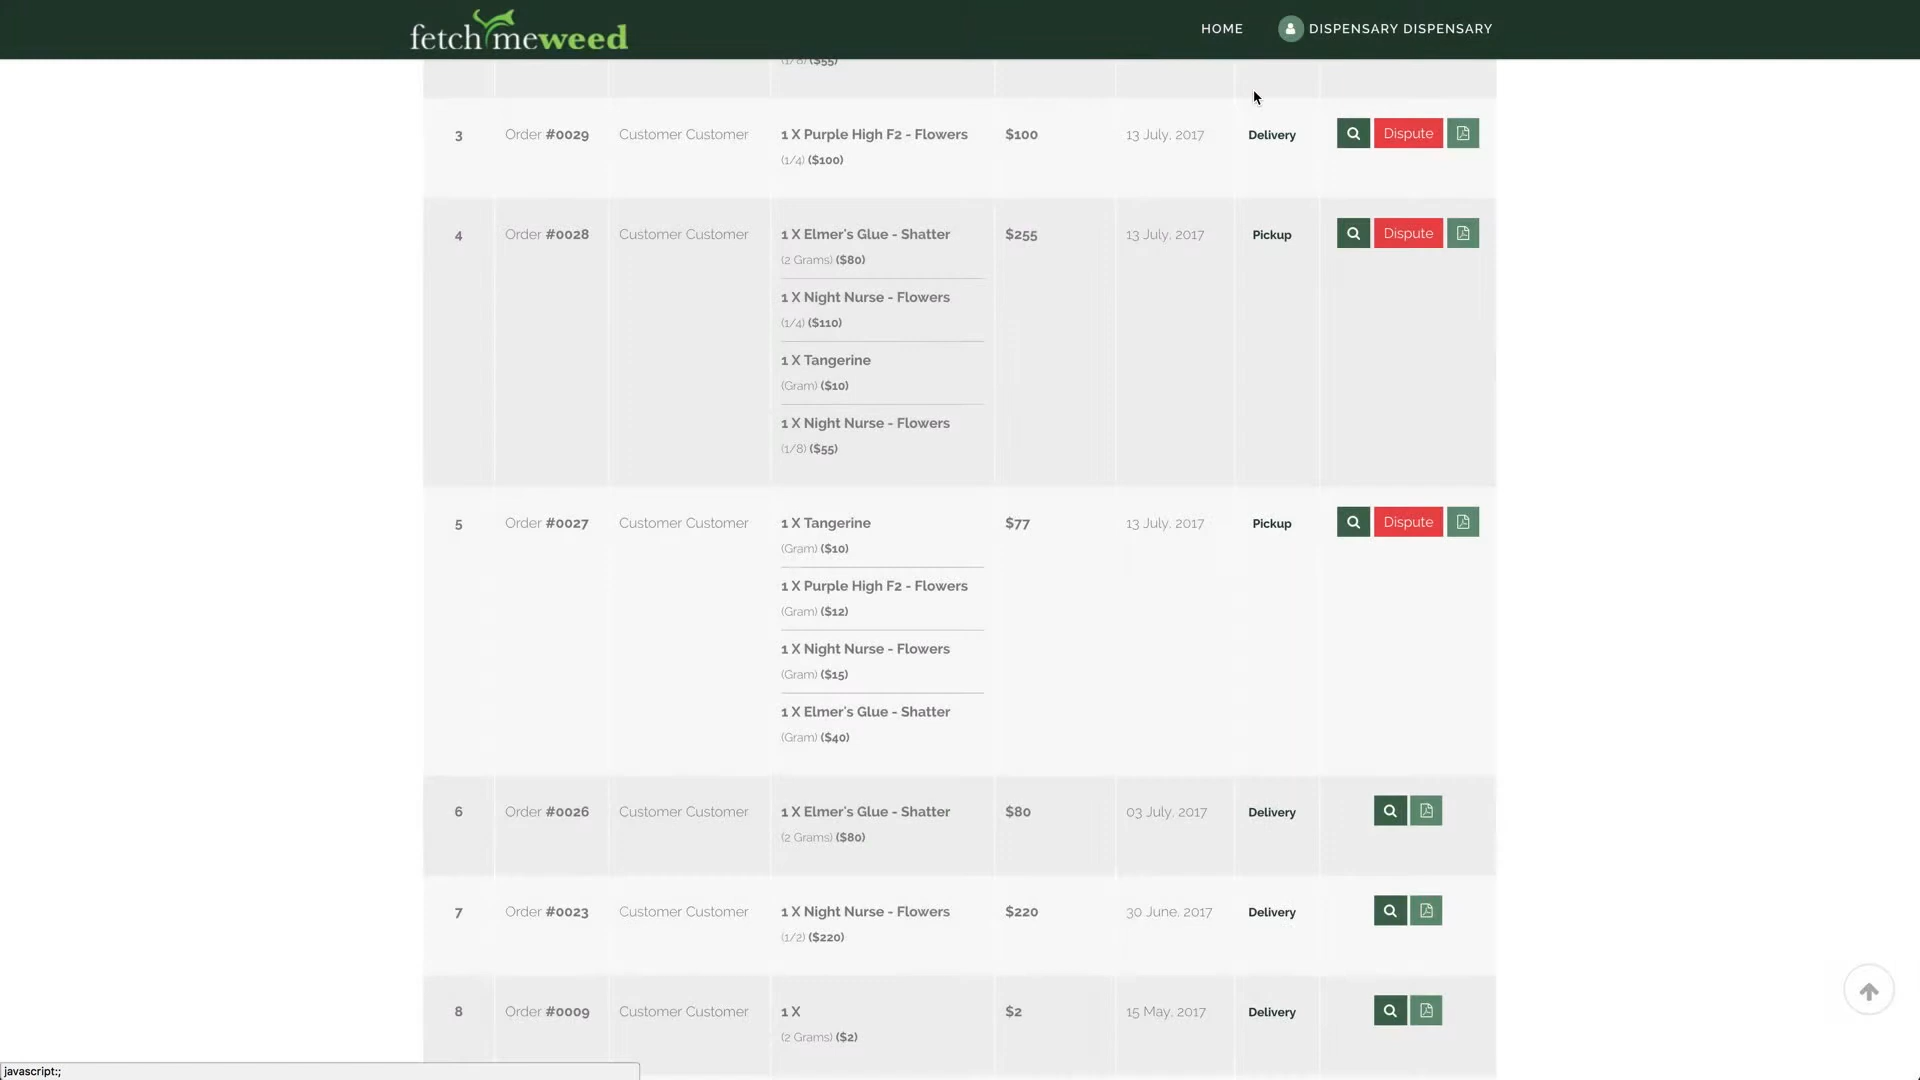 fetchmeweed
HOME
DISPENSARY DISPENSARY
(1/8) ($55)
3 Order #0029 Customer Customer 1 X Purple High F2 - Flowers $100 13 July, 2017 Delivery Dispute
(1/4) ($100)
4 Order #0028 Customer Customer 1 X Elmer's Glue - Shatter $255 13 July, 2017 Pickup Dispute
(2 Grams) ($80)
1 X Night Nurse - Flowers
(1/4) ($110)
1 X Tangerine
(Gram) ($10)
1 X Night Nurse - Flowers
(1/8) ($55)
5 Order #0027 Customer Customer 1 X Tangerine $77 13 July, 2017 Pickup Dispute
(Gram) ($10)
1 X Purple High F2 - Flowers
(Gram) ($12)
1 X Night Nurse - Flowers
(Gram) ($15)
1 X Elmer's Glue - Shatter
(Gram) ($40)
6 Order #0026 Customer Customer 1 X Elmer's Glue - Shatter $80 03 July, 2017 Delivery
(2 Grams) ($80)
7 Order #0023 Customer Customer 1 X Night Nurse - Flowers $220 30 June, 2017 Delivery
(1/2) ($220)
8 Order #0009 Customer Customer 1 X $2 15 May, 2017 Delivery
(2 Grams) ($2)
javascript:;